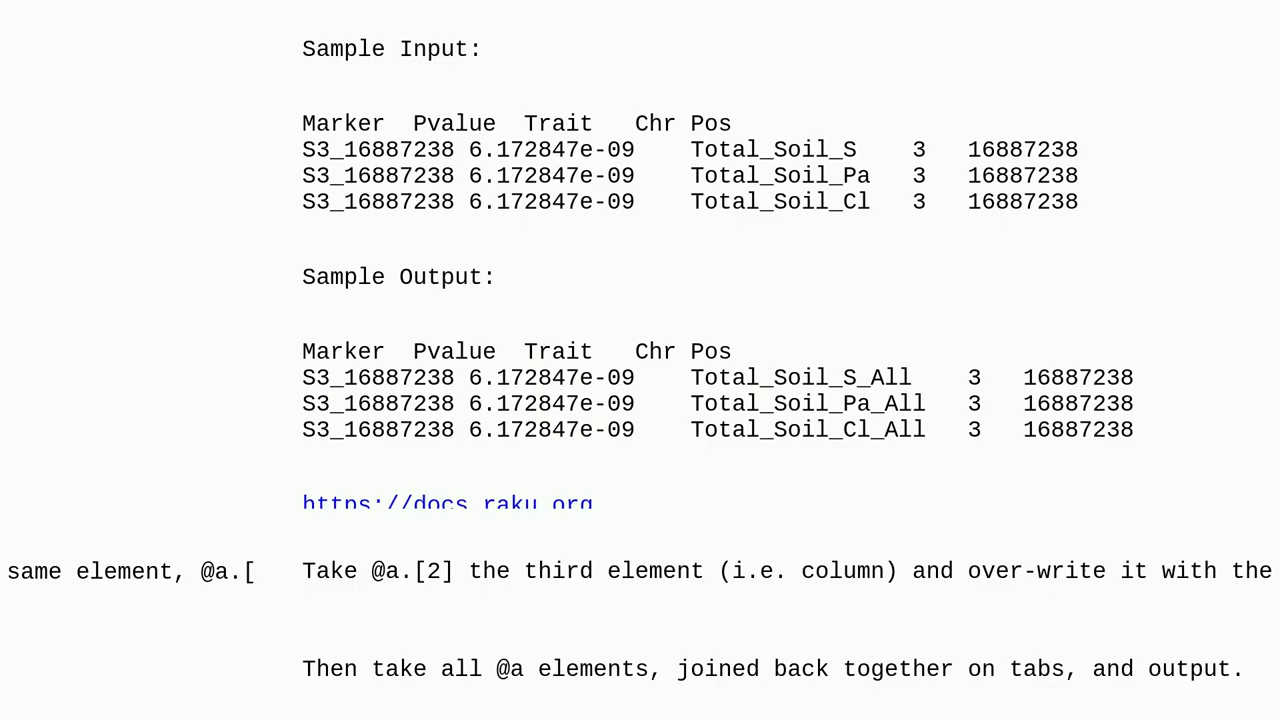 Sample Input:
Marker  Pvalue  Trait   Chr Pos
S3_16887238 6.172847e-09    Total_Soil_S    3   16887238
S3_16887238 6.172847e-09    Total_Soil_Pa   3   16887238
S3_16887238 6.172847e-09    Total_Soil_Cl   3   16887238
Sample Output:
Marker  Pvalue  Trait   Chr Pos
S3_16887238 6.172847e-09    Total_Soil_S_All    3   16887238
S3_16887238 6.172847e-09    Total_Soil_Pa_All   3   16887238
S3_16887238 6.172847e-09    Total_Soil_Cl_All   3   16887238
https://docs.raku.org
Take @a.[2] the third element (i.e. column) and over-write it with the
same element, @a.[
Then take all @a elements, joined back together on tabs, and output.